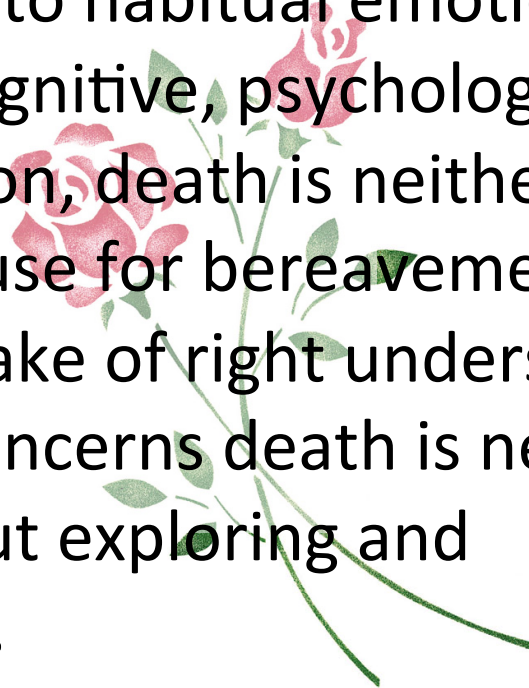 to habitual emoti
gnitive, psycholog
on, death is neithe
use for bereaveme
ake of right unders
ncerns death is ne
ut exploring and
.